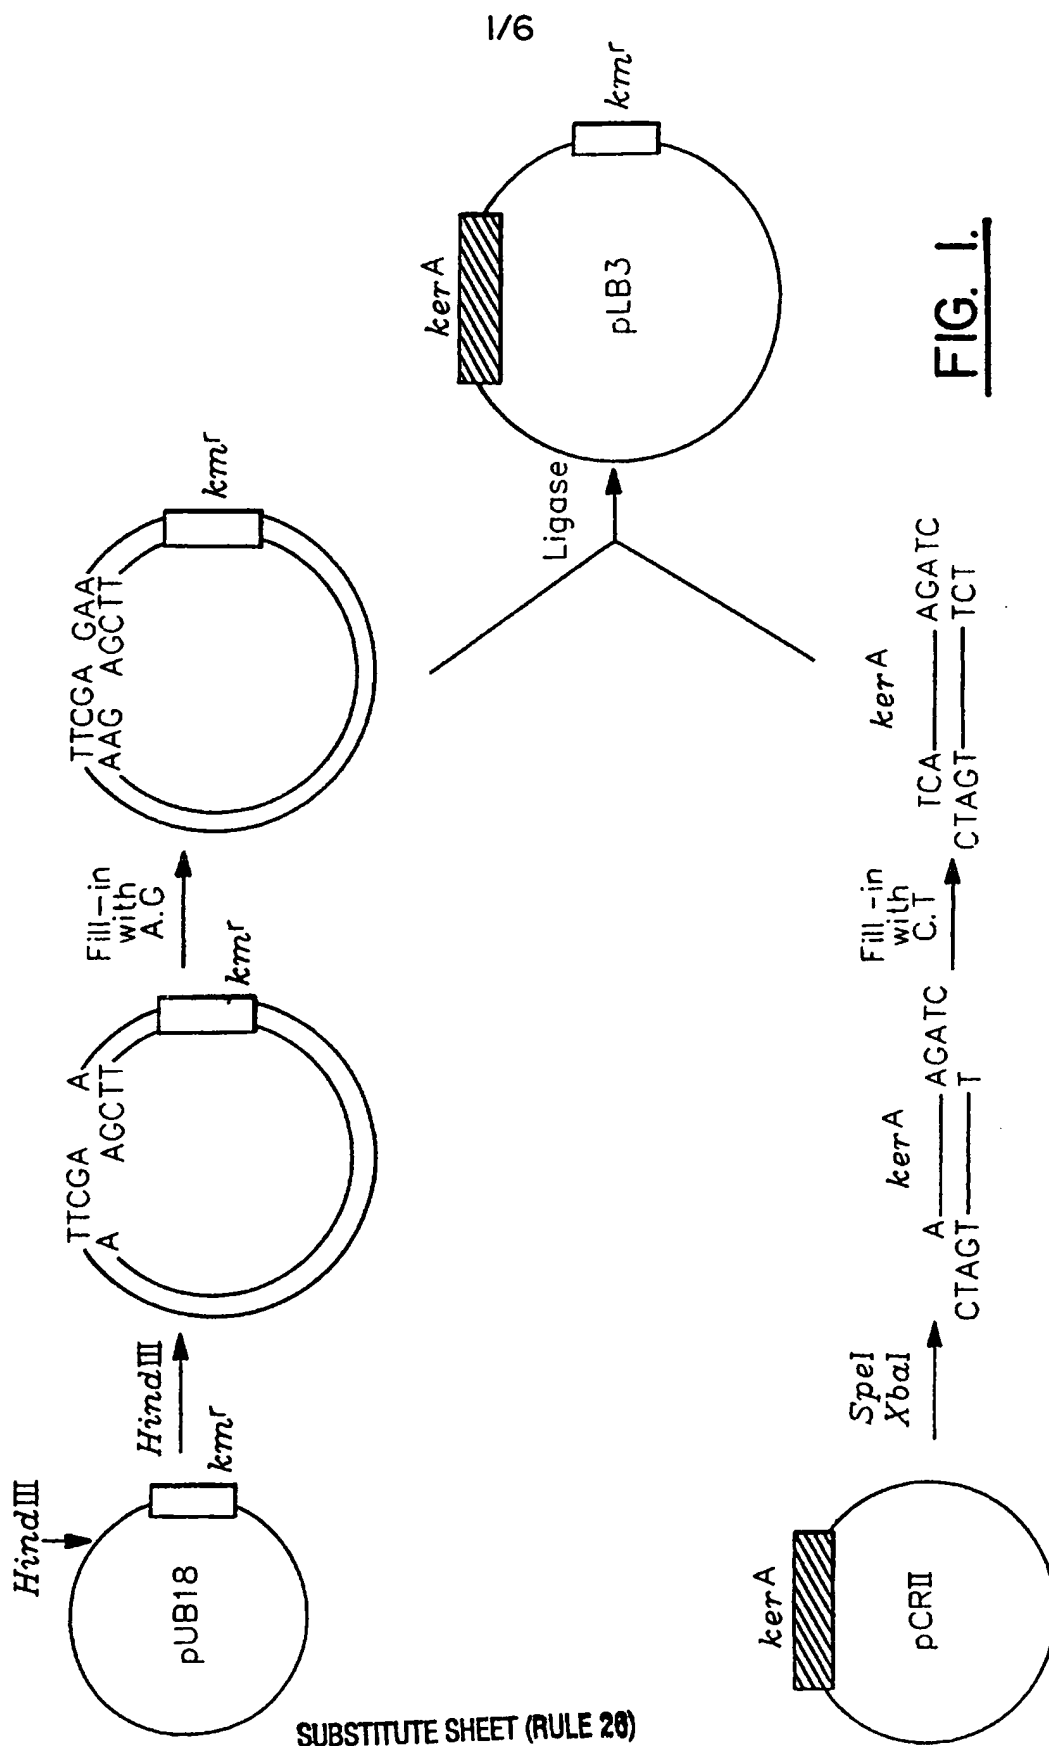 1/6
HindIII
pUB18
kmʳ
HindIII
TTCGA A
A AGCTT
kmʳ
Fill-in
with
A.G
TTCGA GAA
AAG AGCTT
kmʳ
kerA
pCRII
SpeI
XbaI
kerA
A AGATC
CTAGT T
Fill-in
with
C.T
kerA
TCA AGATC
CTAGT TCT
Ligase
kerA
kmʳ
pLB3
FIG. 1.
SUBSTITUTE SHEET (RULE 26)